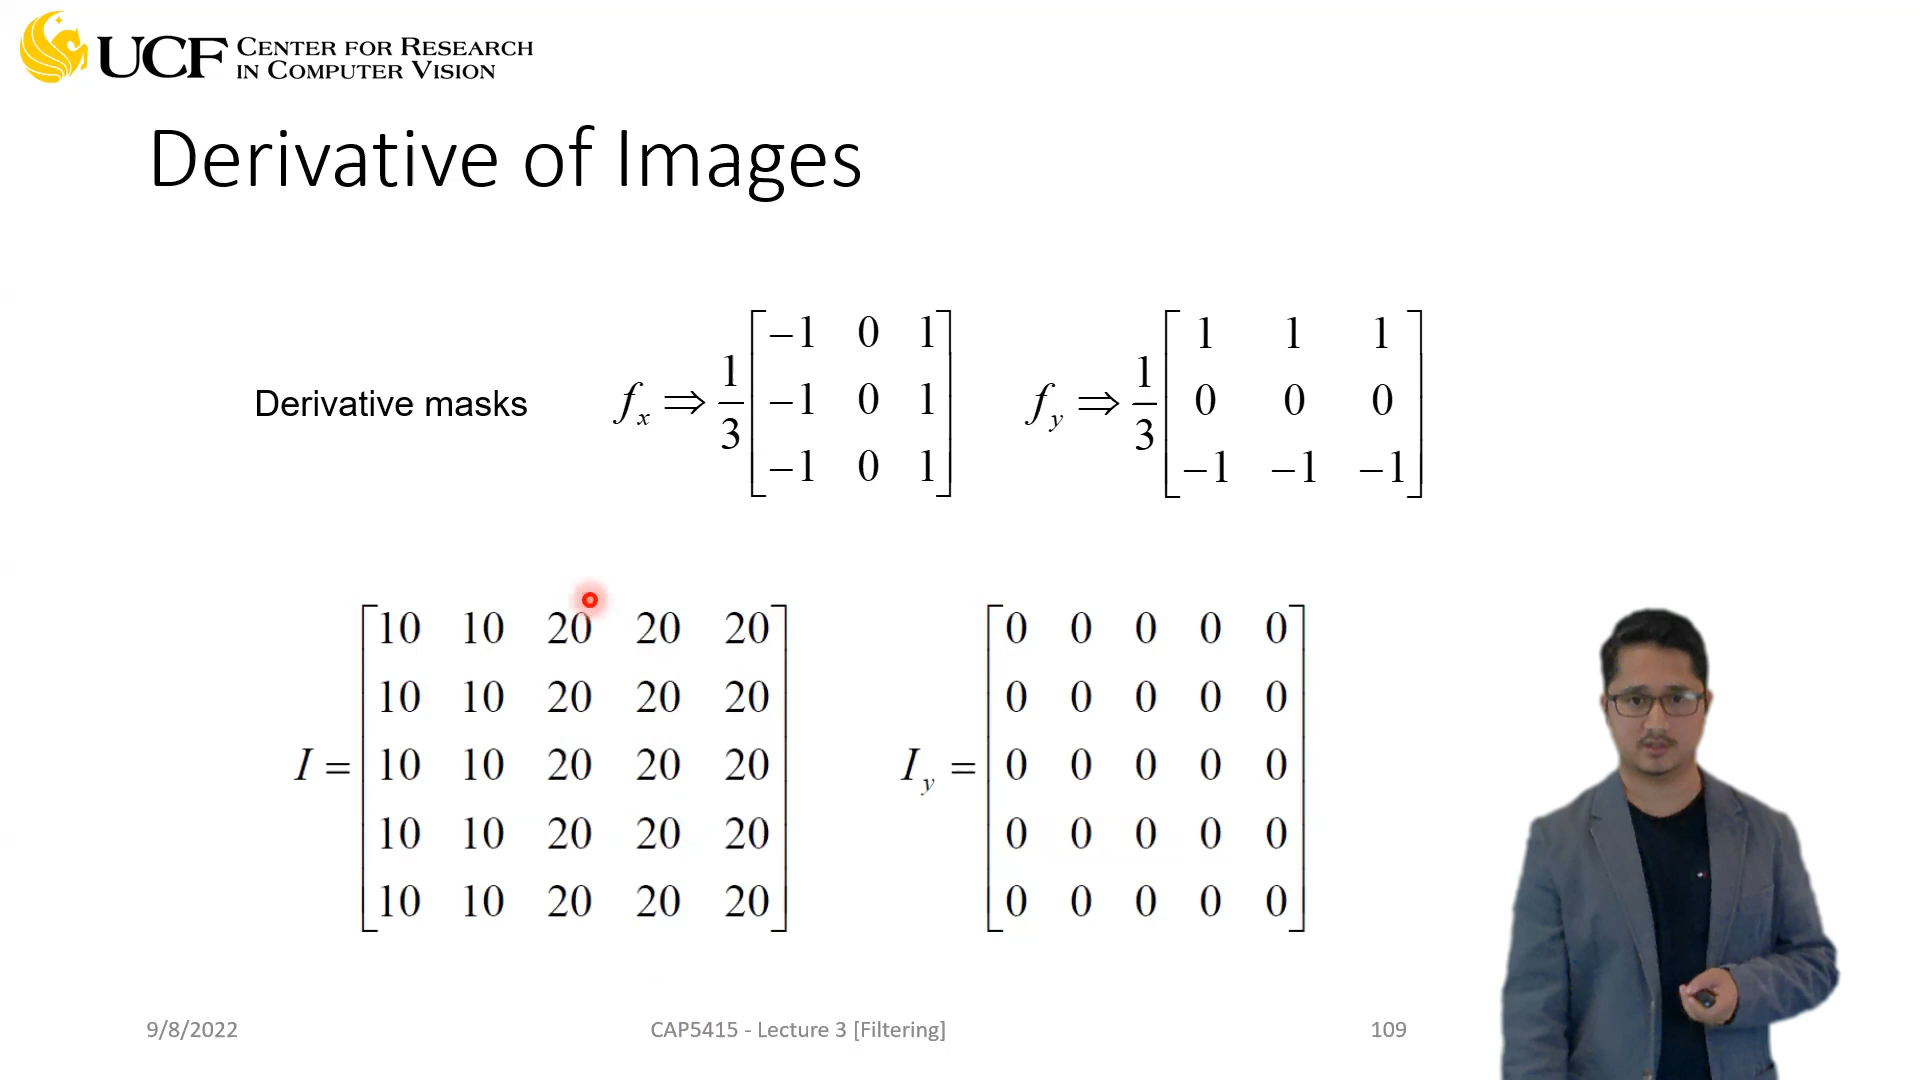 UCF CENTER FOR RESEARCH
IN COMPUTER VISION
Derivative of Images
Derivative masks f_x ⇒ 1/3 [−1 0 1; −1 0 1; −1 0 1] f_y ⇒ 1/3 [1 1 1; 0 0 0; −1 −1 −1]
I = [10 10 20 20 20; 10 10 20 20 20; 10 10 20 20 20; 10 10 20 20 20; 10 10 20 20 20] I_y = [0 0 0 0 0; 0 0 0 0 0; 0 0 0 0 0; 0 0 0 0 0; 0 0 0 0 0]
9/8/2022 CAP5415 - Lecture 3 [Filtering] 109